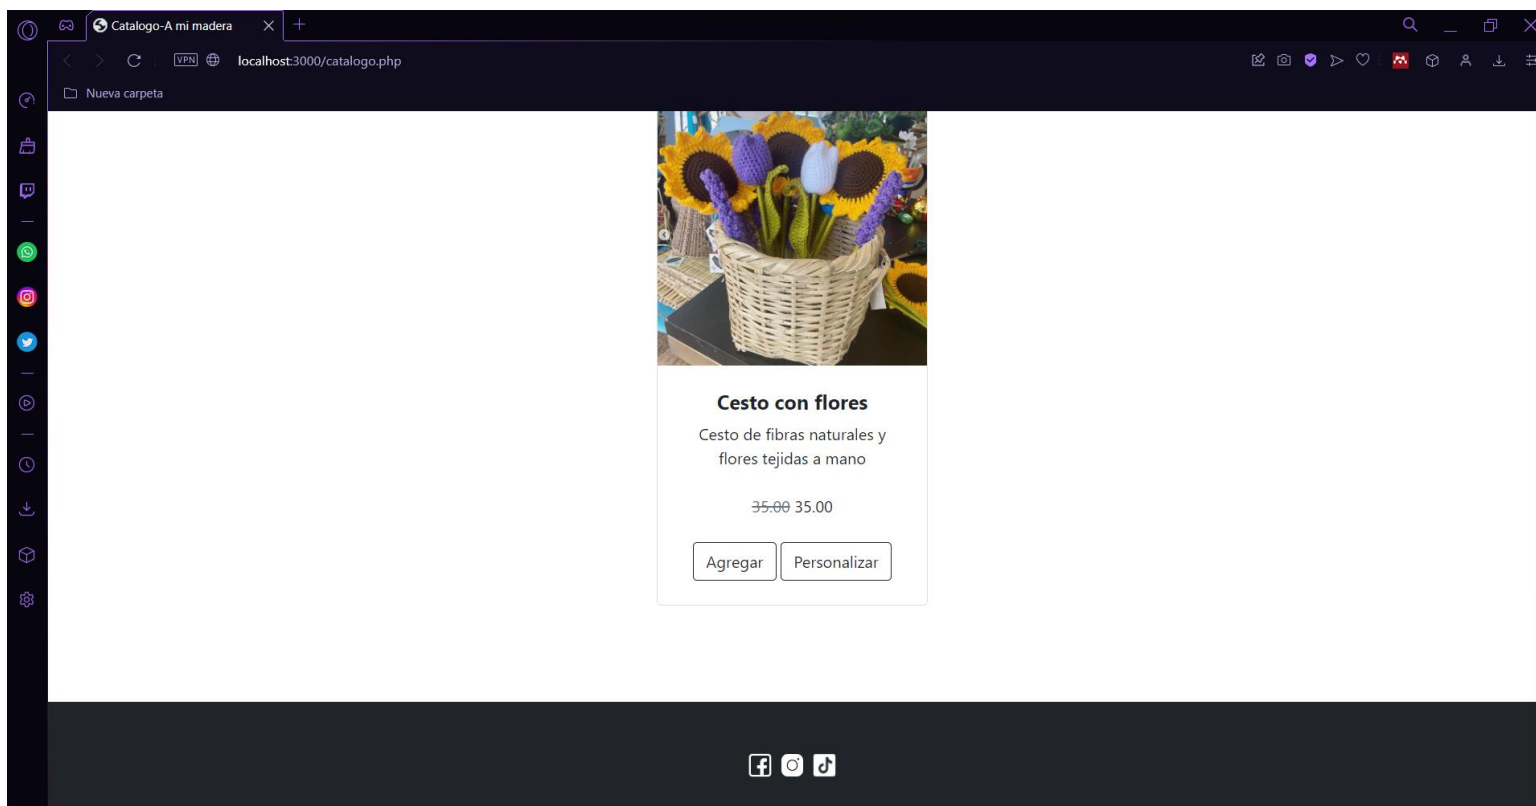 Catalogo-A mi madera
VPN localhost:3000/catalogo.php
Nueva carpeta
Cesto con flores
Cesto de fibras naturales y
flores tejidas a mano
35.00 35.00
Agregar Personalizar